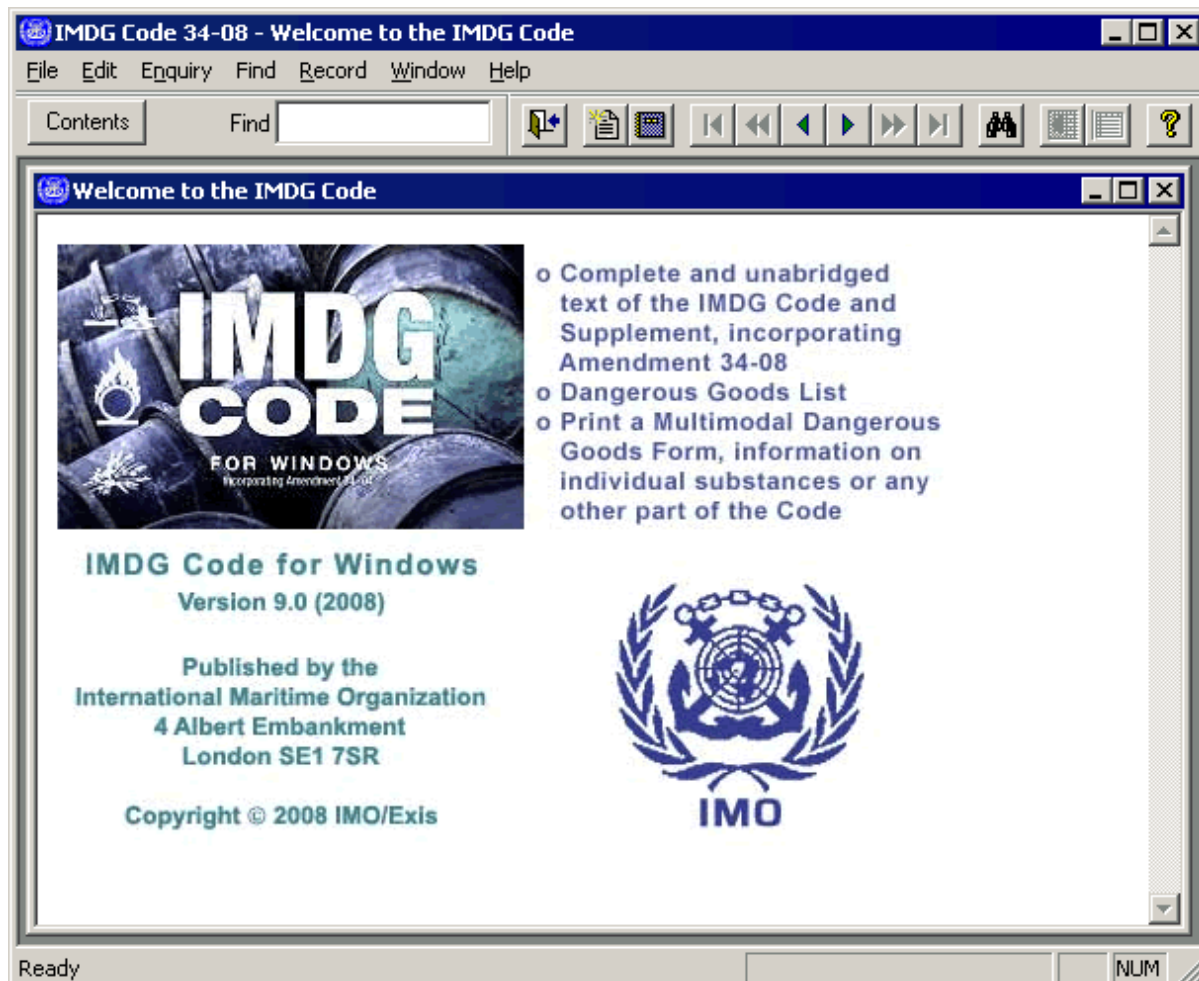 IMDG Code 34-08 - Welcome to the IMDG Code
File Edit Enquiry Find Record Window Help
Contents Find
Welcome to the IMDG Code
IMDG
CODE
FOR WINDOWS
Incorporating Amendment
o Complete and unabridged
text of the IMDG Code and
Supplement, incorporating
Amendment 34-08
o Dangerous Goods List
o Print a Multimodal Dangerous
Goods Form, information on
individual substances or any
other part of the Code
IMDG Code for Windows
Version 9.0 (2008)
Published by the
International Maritime Organization
4 Albert Embankment
London SE1 7SR
Copyright © 2008 IMO/Exis
IMO
Ready NUM